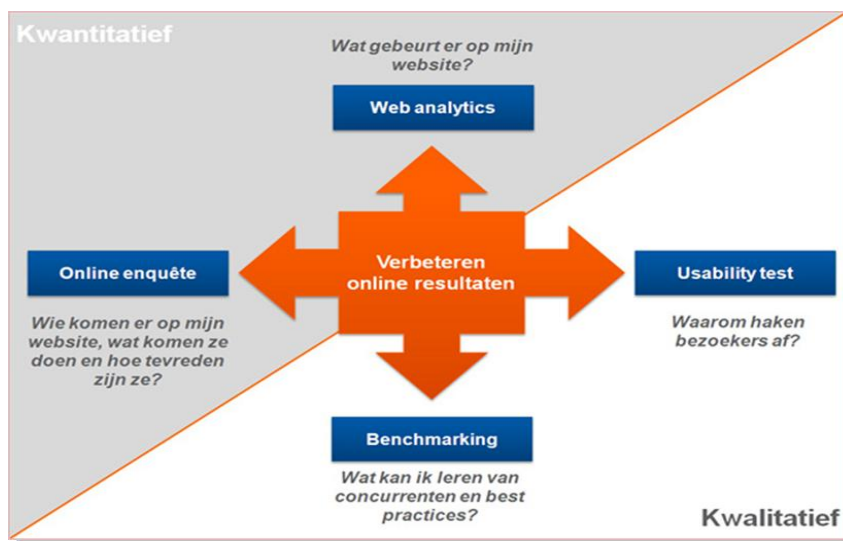 Kwantitatief
Wat gebeurt er op mijn
website?
Web analytics
Online enquête
Wie komen er op mijn
website, wat komen ze
doen en hoe tevreden
zijn ze?
Verbeteren
online resultaten
Usability test
Waarom haken
bezoekers af?
Benchmarking
Wat kan ik leren van
concurrenten en best
practices?
Kwalitatief